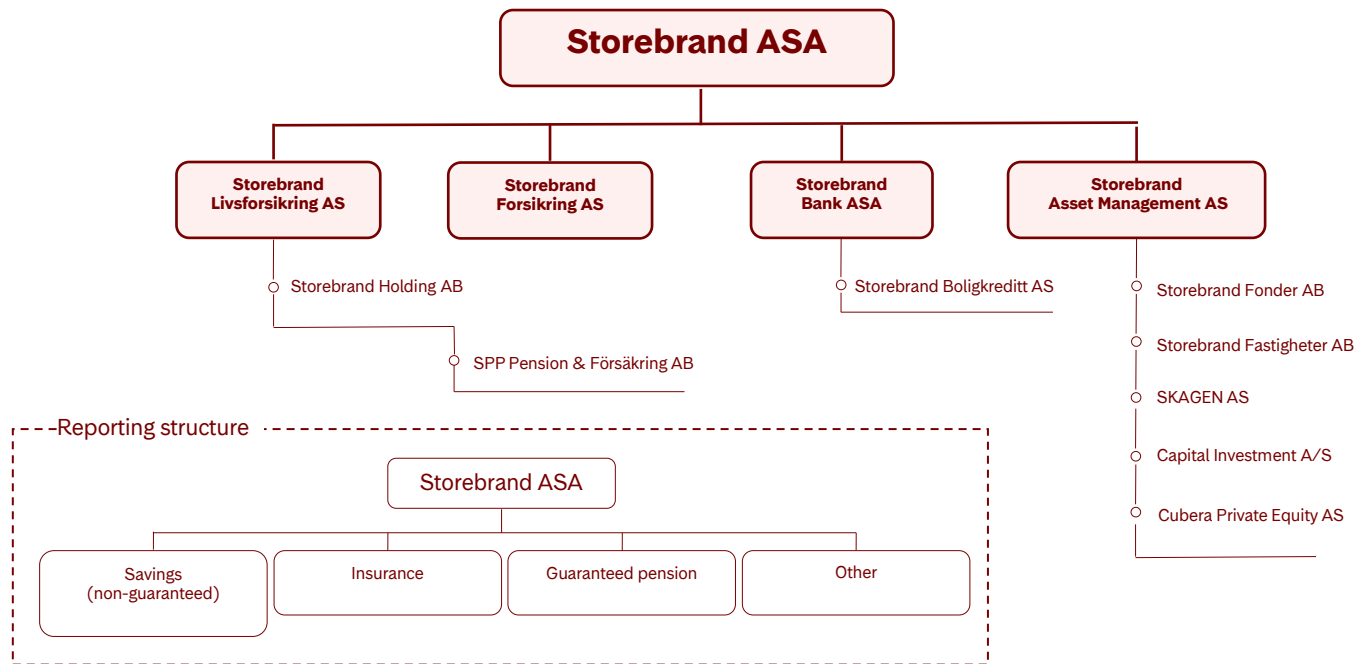 Storebrand ASA
Storebrand
Livsforsikring AS
Storebrand
Forsikring AS
Storebrand
Bank ASA
Storebrand
Asset Management AS
Storebrand Holding AB
SPP Pension & Försäkring AB
Storebrand Boligkreditt AS
Storebrand Fonder AB
Storebrand Fastigheter AB
SKAGEN AS
Capital Investment A/S
Cubera Private Equity AS
Reporting structure
Storebrand ASA
Savings
(non-guaranteed)
Insurance
Guaranteed pension
Other